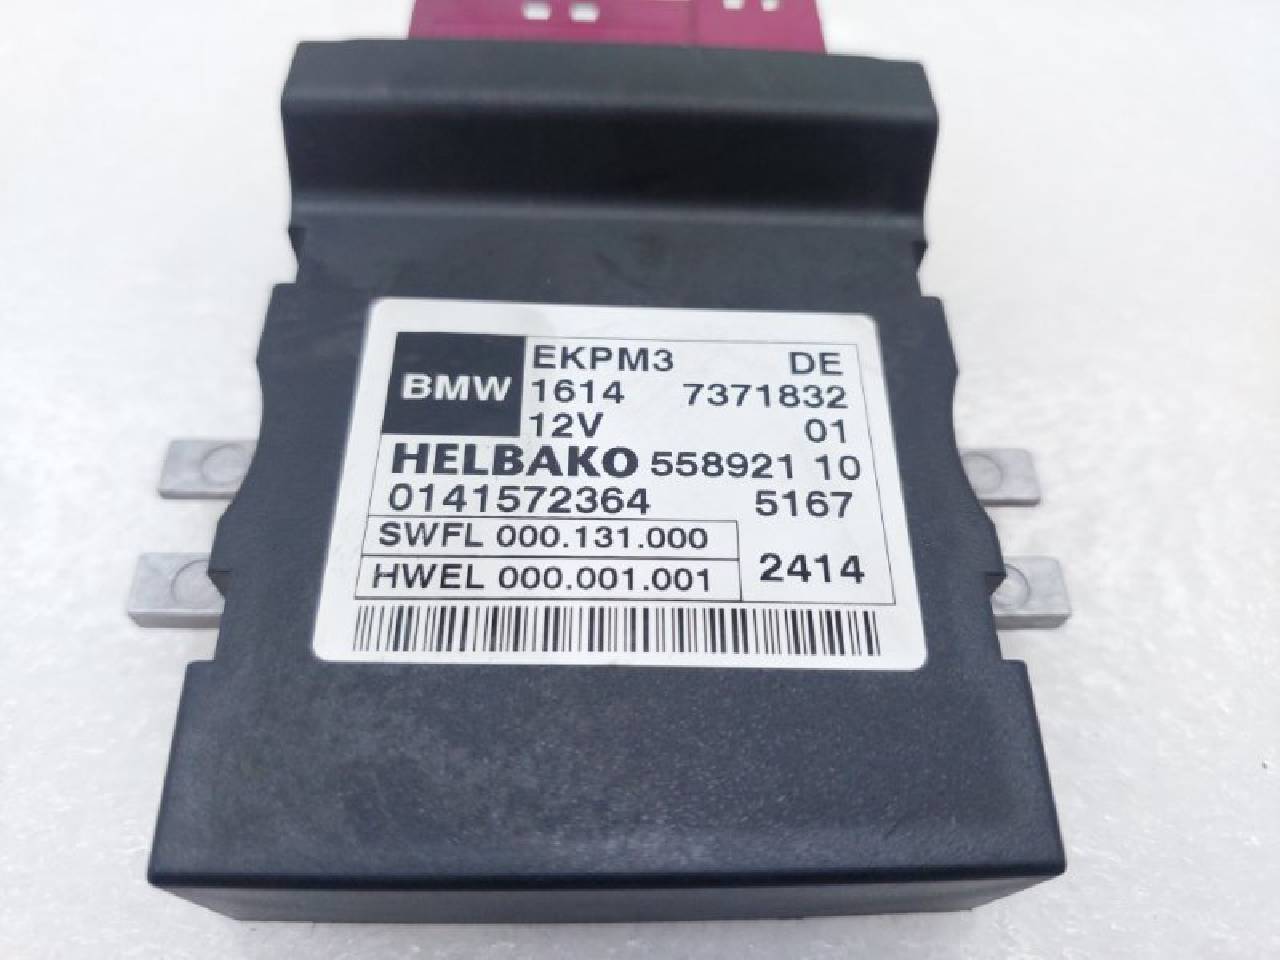 BMW
EKPM3 DE
1614 7371832
12V 01
HELBAKO 558921 10
0141572364 5167
SWFL 000.131.000
HWEL 000.001.001
2414